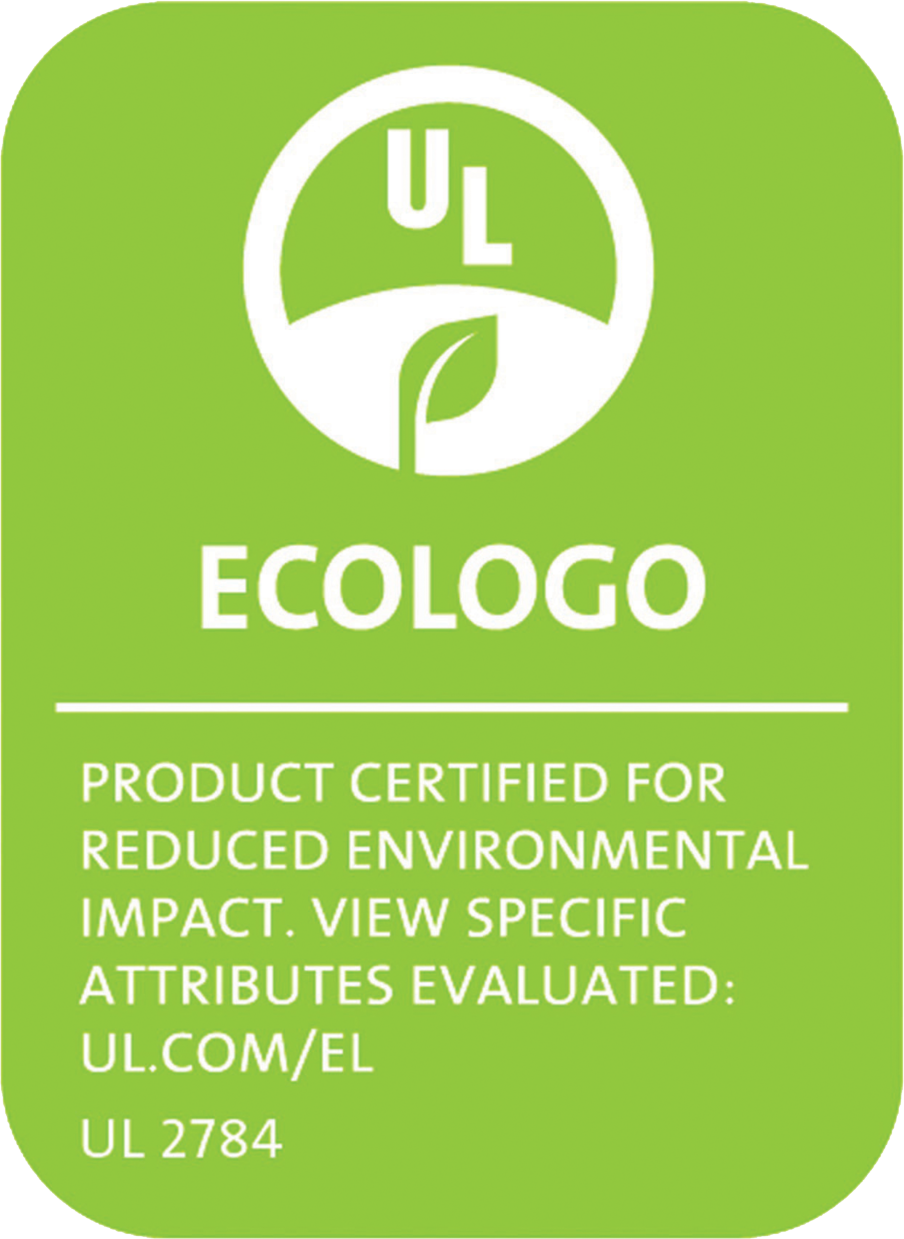 UL
ECOLOGO
PRODUCT CERTIFIED FOR
REDUCED ENVIRONMENTAL
IMPACT. VIEW SPECIFIC
ATTRIBUTES EVALUATED:
UL.COM/EL
UL 2784